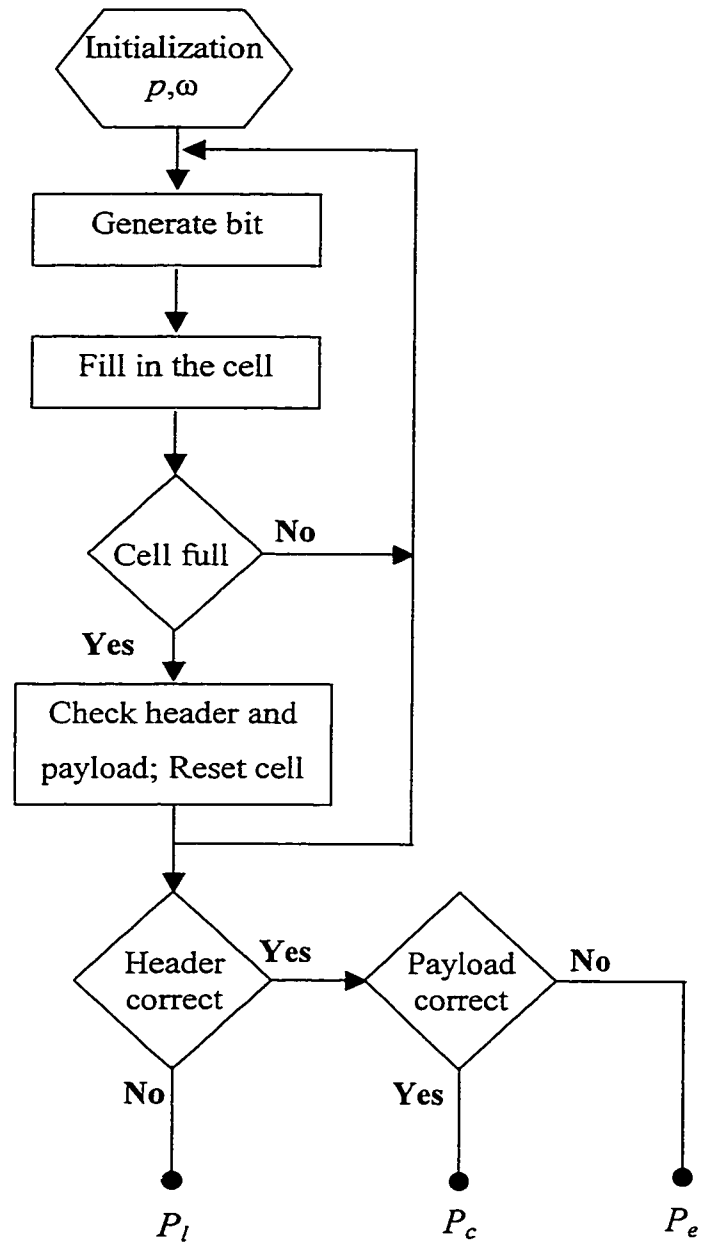 Initialization
p,ω
Generate bit
Fill in the cell
Cell full
No
Yes
Check header and
payload; Reset cell
Header
correct
Yes
Payload
correct
No
No
Yes
P_l
P_c
P_e